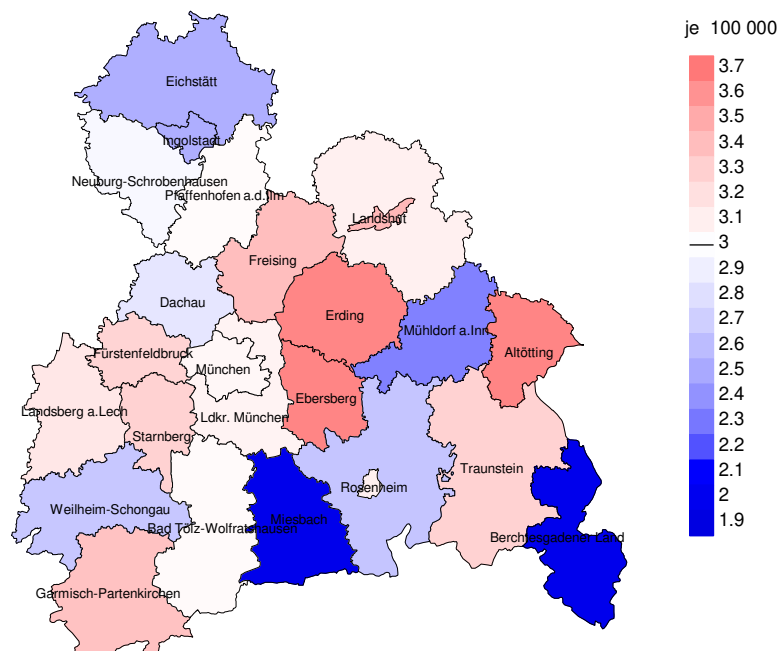 je 100 000
3.7
3.6
3.5
3.4
3.3
3.2
3.1
3
2.9
2.8
2.7
2.6
2.5
2.4
2.3
2.2
2.1
2
1.9
Eichstätt
Ingolstadt
Neuburg-Schrobenhausen
Pfaffenhofen a.d.Ilm
Landshut
Freising
Dachau
Erding
Mühldorf a.Inn
Altötting
Fürstenfeldbruck
München
Ebersberg
Landsberg a.Lech
Ldkr. München
Starnberg
Traunstein
Rosenheim
Weilheim-Schongau
Miesbach
Bad Tölz-Wolfratshausen
Berchtesgadener Land
Garmisch-Partenkirchen